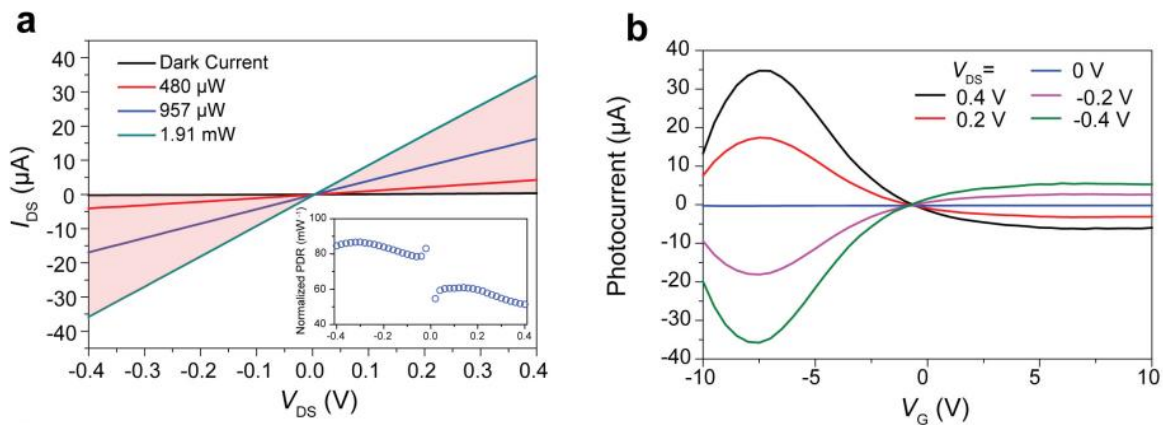 a
40
30
20
10
0
-10
-20
-30
-40
I_DS (µA)
Dark Current
480 µW
957 µW
1.91 mW
-0.4 -0.3 -0.2 -0.1 0.0 0.1 0.2 0.3 0.4
V_DS (V)
Normalized PDR (mW⁻¹)
100
80
60
40
-0.4 -0.2 0.0 0.2 0.4
b
40
30
20
10
0
-10
-20
-30
-40
Photocurrent (µA)
V_DS= 0 V
0.4 V -0.2 V
0.2 V -0.4 V
-10 -5 0 5 10
V_G (V)